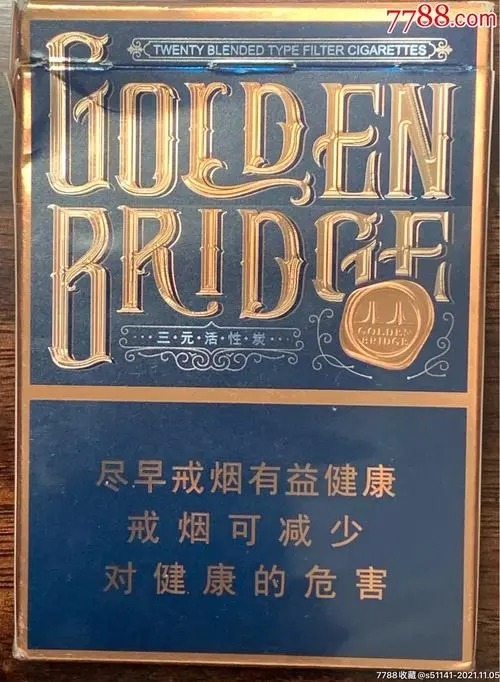 7788.com
TWENTY BLENDED TYPE FILTER CIGARETTES
GOLDEN
BRIDGE
三·元·活·性·炭
GOLDEN
BRIDGE
尽早戒烟有益健康
戒烟可减少
对健康的危害
7788收藏@s51141-2021.11.05